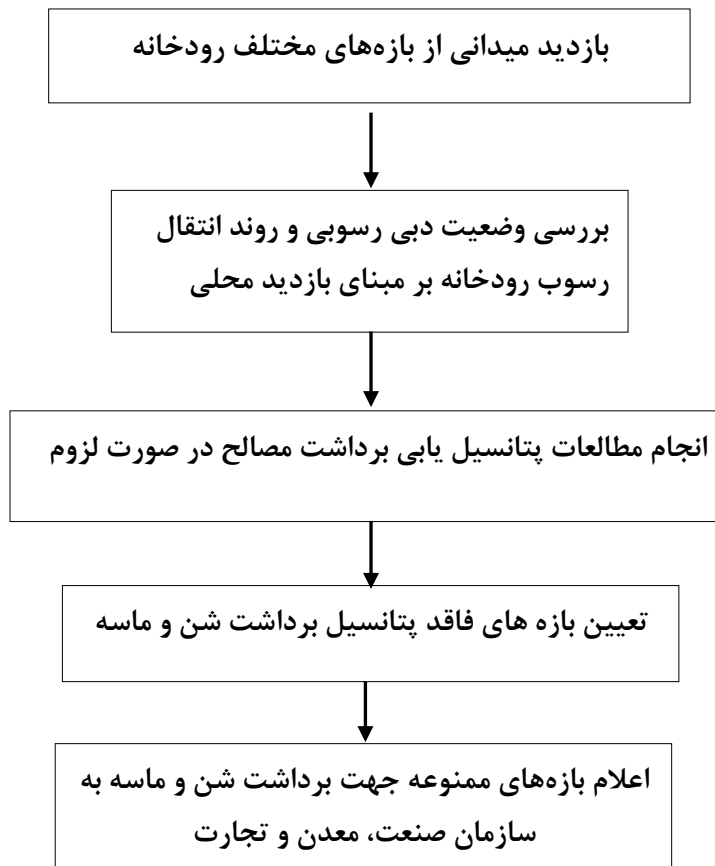 بازدید میدانی از بازه‌های مختلف رودخانه
بررسی وضعیت دبی رسوبی و روند انتقال
رسوب رودخانه بر مبنای بازدید محلی
انجام مطالعات پتانسیل یابی برداشت مصالح در صورت لزوم
تعیین بازه های فاقد پتانسیل برداشت شن و ماسه
اعلام بازه‌های ممنوعه جهت برداشت شن و ماسه به
سازمان صنعت، معدن و تجارت